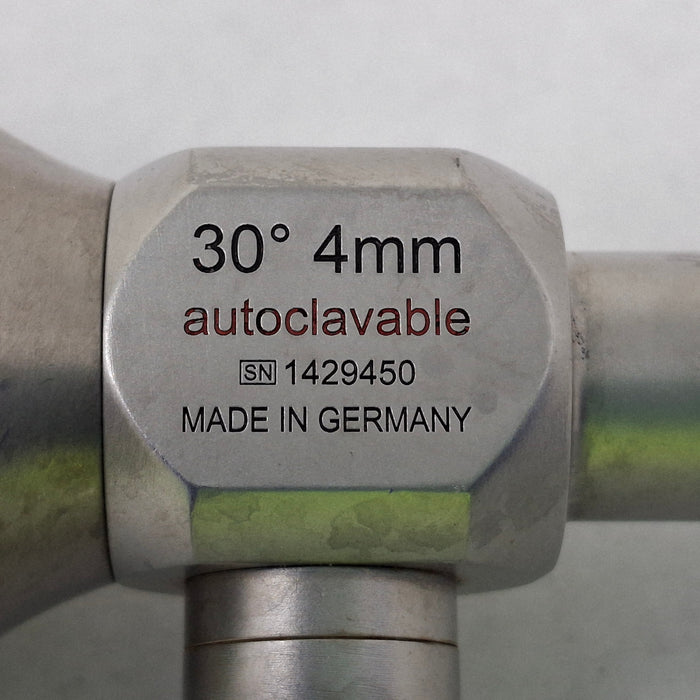 30° 4mm
autoclavable
SN 1429450
MADE IN GERMANY